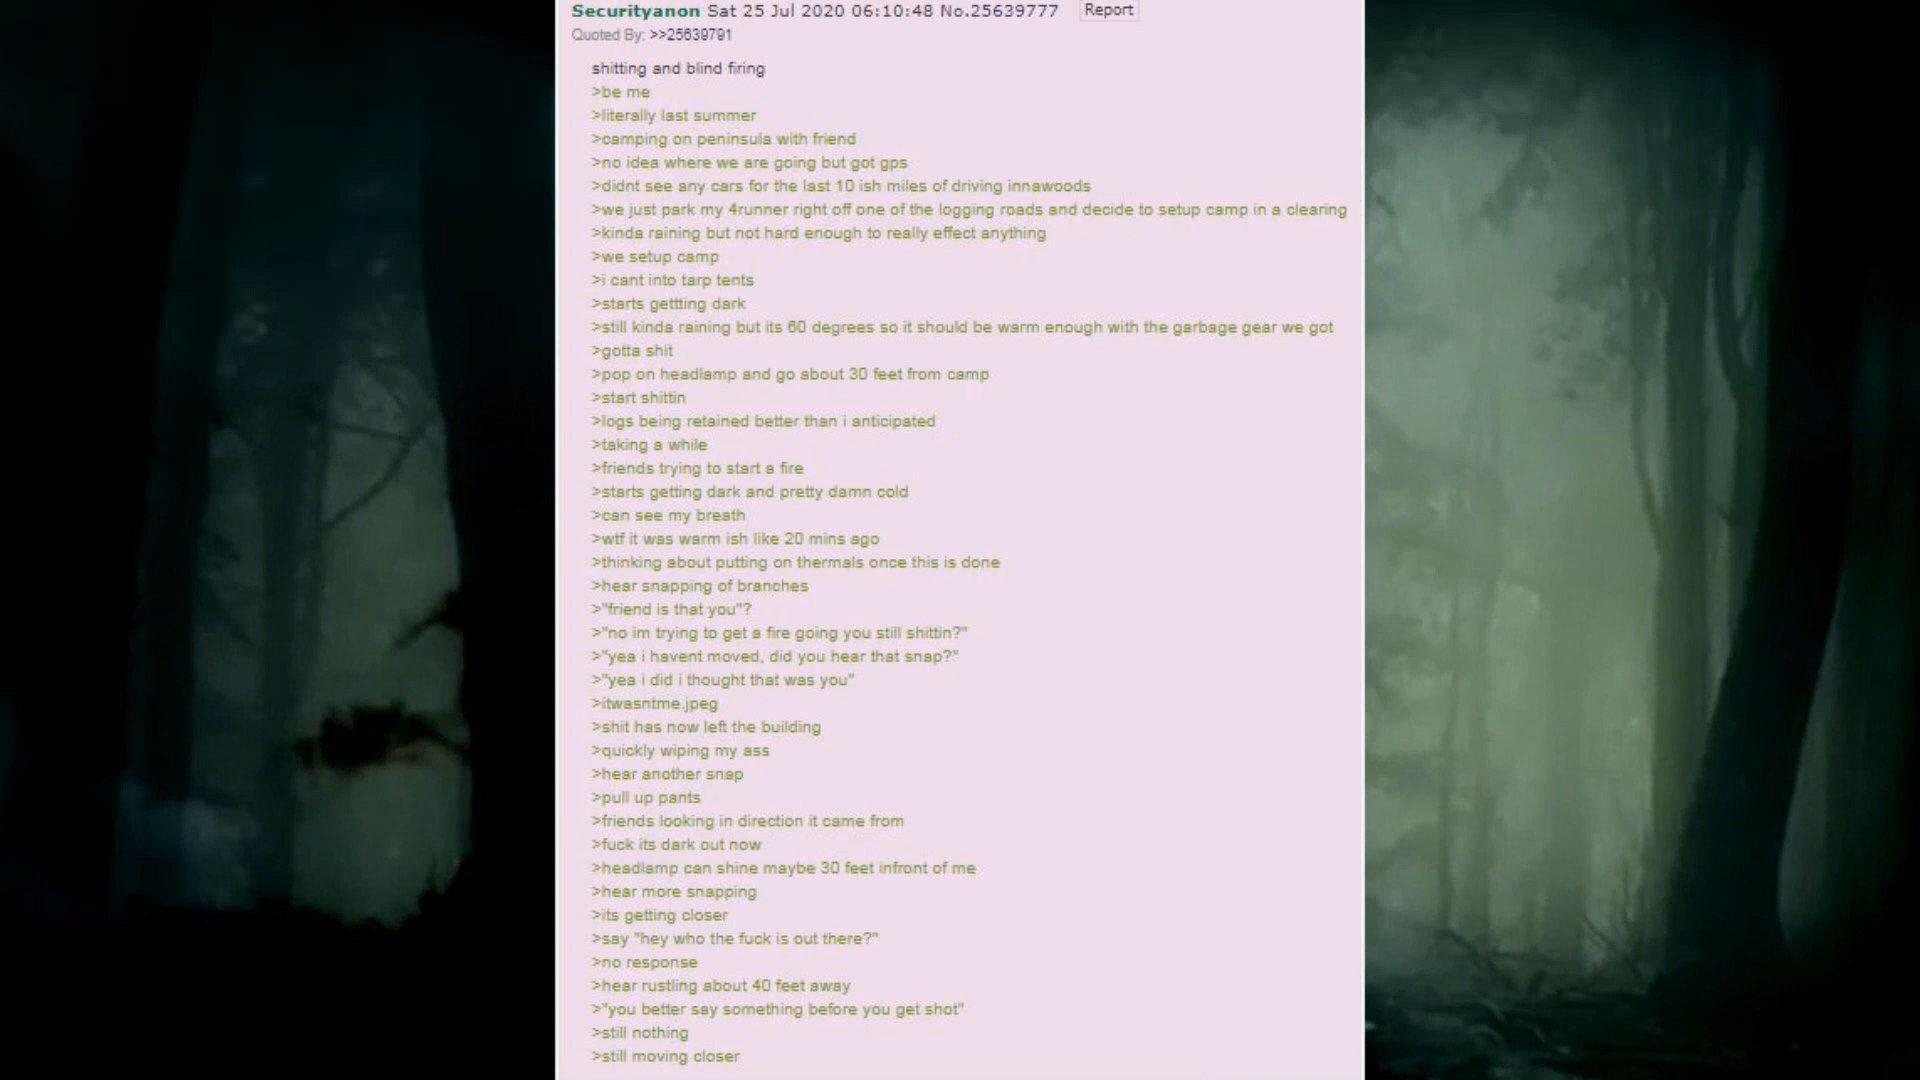 Securityanon Sat 25 Jul 2020 06:10:48 No.25639777 Report
Quoted By: >>25639791
shitting and blind firing
>be me
>literally last summer
>camping on peninsula with friend
>no idea where we are going but got gps
>didnt see any cars for the last 10 ish miles of driving innawoods
>we just park my 4runner right off one of the logging roads and decide to setup camp in a clearing
>kinda raining but not hard enough to really effect anything
>we setup camp
>i cant into tarp tents
>starts gettting dark
>still kinda raining but its 60 degrees so it should be warm enough with the garbage gear we got
>gotta shit
>pop on headlamp and go about 30 feet from camp
>start shittin
>logs being retained better than i anticipated
>taking a while
>friends trying to start a fire
>starts getting dark and pretty damn cold
>can see my breath
>wtf it was warm ish like 20 mins ago
>thinking about putting on thermals once this is done
>hear snapping of branches
>"friend is that you"?
>"no im trying to get a fire going you still shittin?"
>"yea i havent moved, did you hear that snap?"
>"yea i did i thought that was you"
>itwasntme.jpeg
>shit has now left the building
>quickly wiping my ass
>hear another snap
>pull up pants
>friends looking in direction it came from
>fuck its dark out now
>headlamp can shine maybe 30 feet infront of me
>hear more snapping
>its getting closer
>say "hey who the fuck is out there?"
>no response
>hear rustling about 40 feet away
>"you better say something before you get shot"
>still nothing
>still moving closer